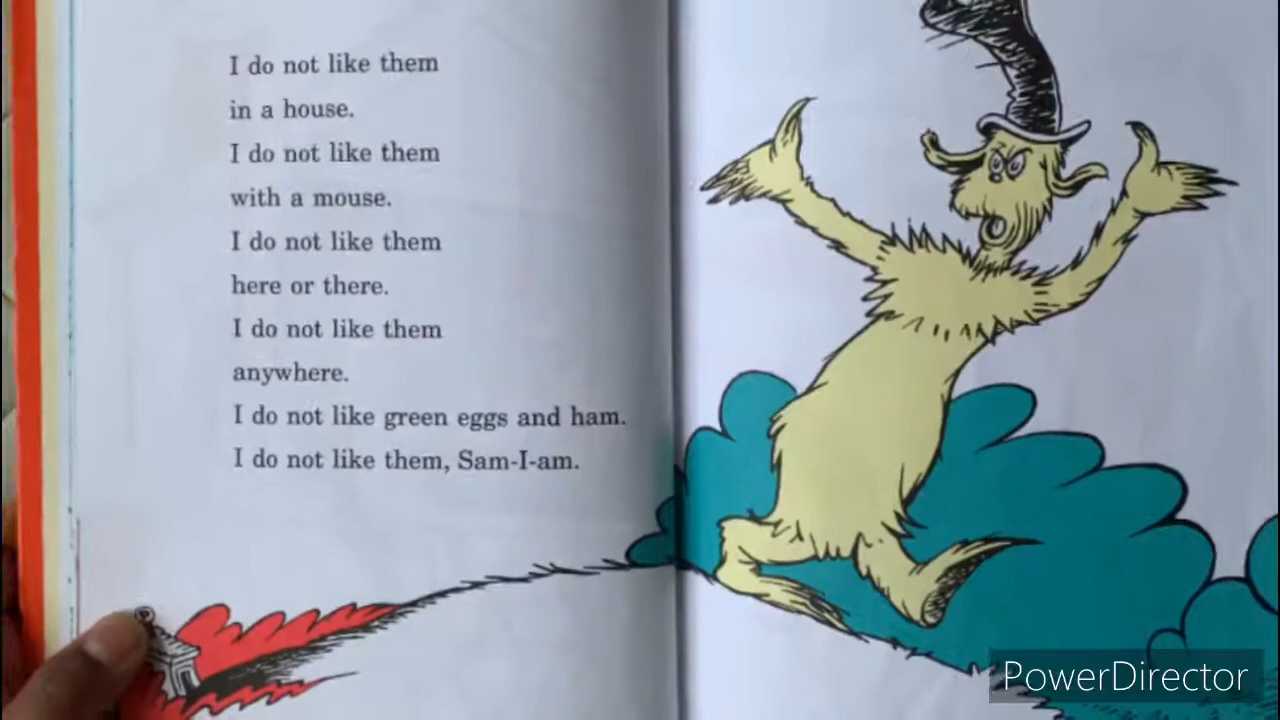 I do not like them
in a house.
I do not like them
with a mouse.
I do not like them
here or there.
I do not like them
anywhere.
I do not like green eggs and ham.
I do not like them, Sam-I-am.
PowerDirector